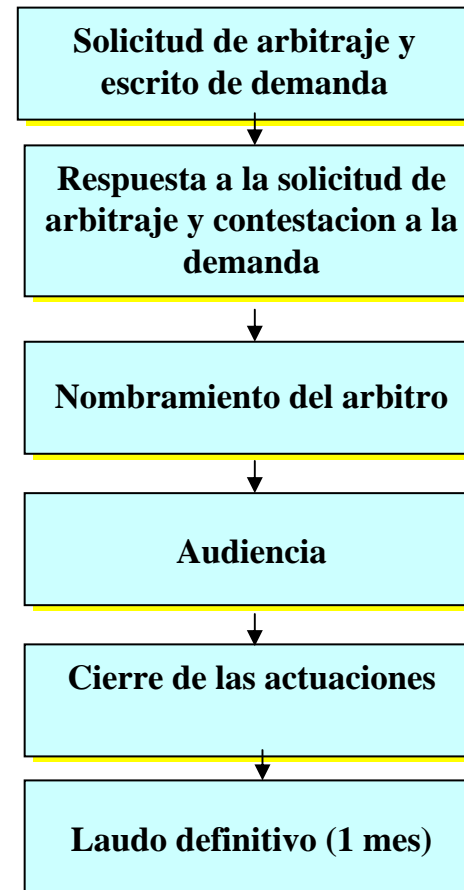 Solicitud de arbitraje y
escrito de demanda
Respuesta a la solicitud de
arbitraje y contestacion a la
demanda
Nombramiento del arbitro
Audiencia
Cierre de las actuaciones
Laudo definitivo (1 mes)